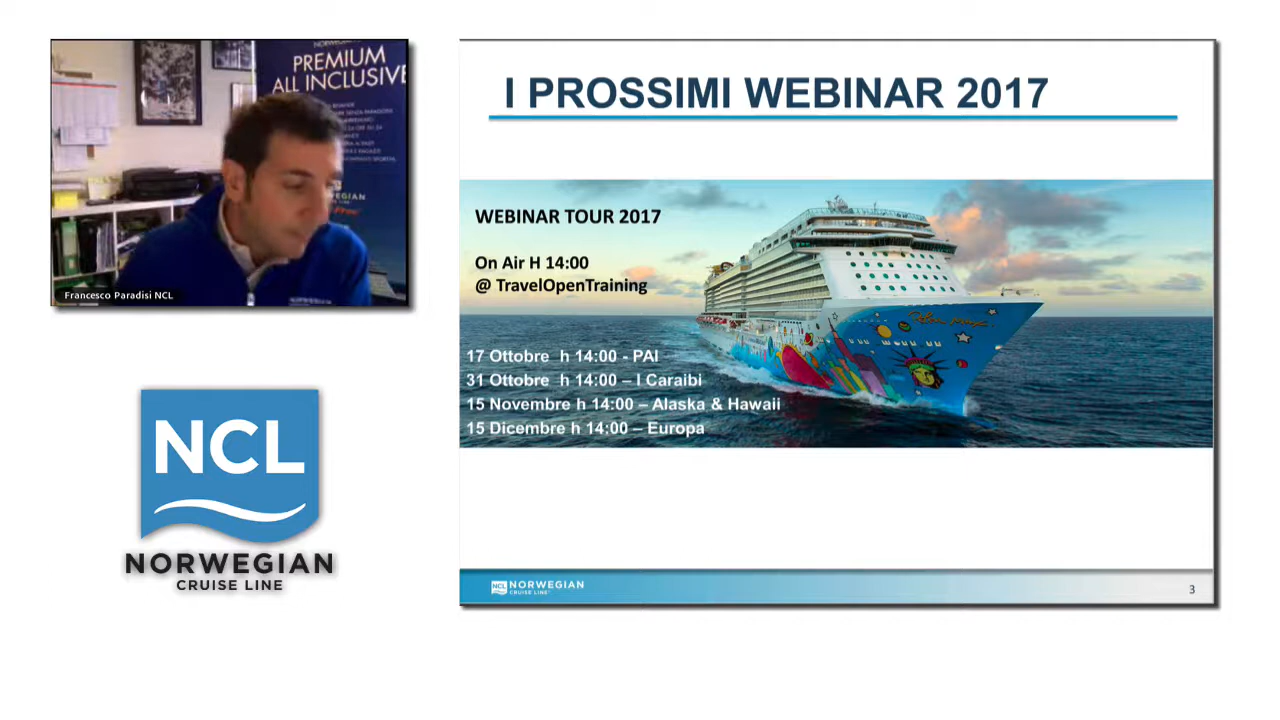 PREMIUM
ALL INCLUSIVE
Francesco Paradisi NCL
NCL
NORWEGIAN
CRUISE LINE
I PROSSIMI WEBINAR 2017
WEBINAR TOUR 2017
On Air H 14:00
@ TravelOpenTraining
17 Ottobre h 14:00 - PAI
31 Ottobre h 14:00 – I Caraibi
15 Novembre h 14:00 – Alaska & Hawaii
15 Dicembre h 14:00 – Europa
NCL NORWEGIAN
CRUISE LINE
3